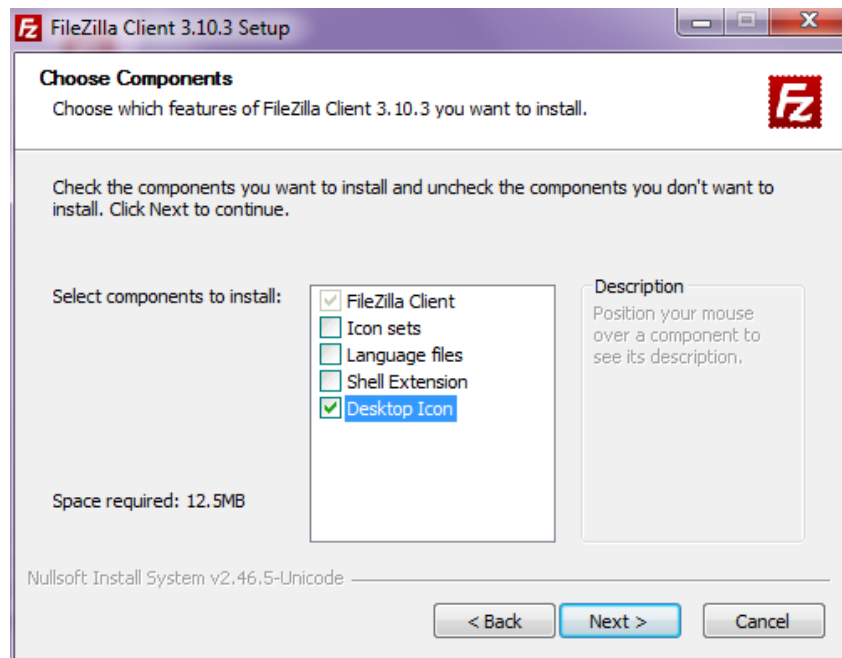 FileZilla Client 3.10.3 Setup
Choose Components
Choose which features of FileZilla Client 3.10.3 you want to install.
Fz
Check the components you want to install and uncheck the components you don't want to
install. Click Next to continue.
Select components to install:
FileZilla Client
Icon sets
Language files
Shell Extension
Desktop Icon
Description
Position your mouse
over a component to
see its description.
Space required: 12.5MB
Nullsoft Install System v2.46.5-Unicode
< Back
Next >
Cancel